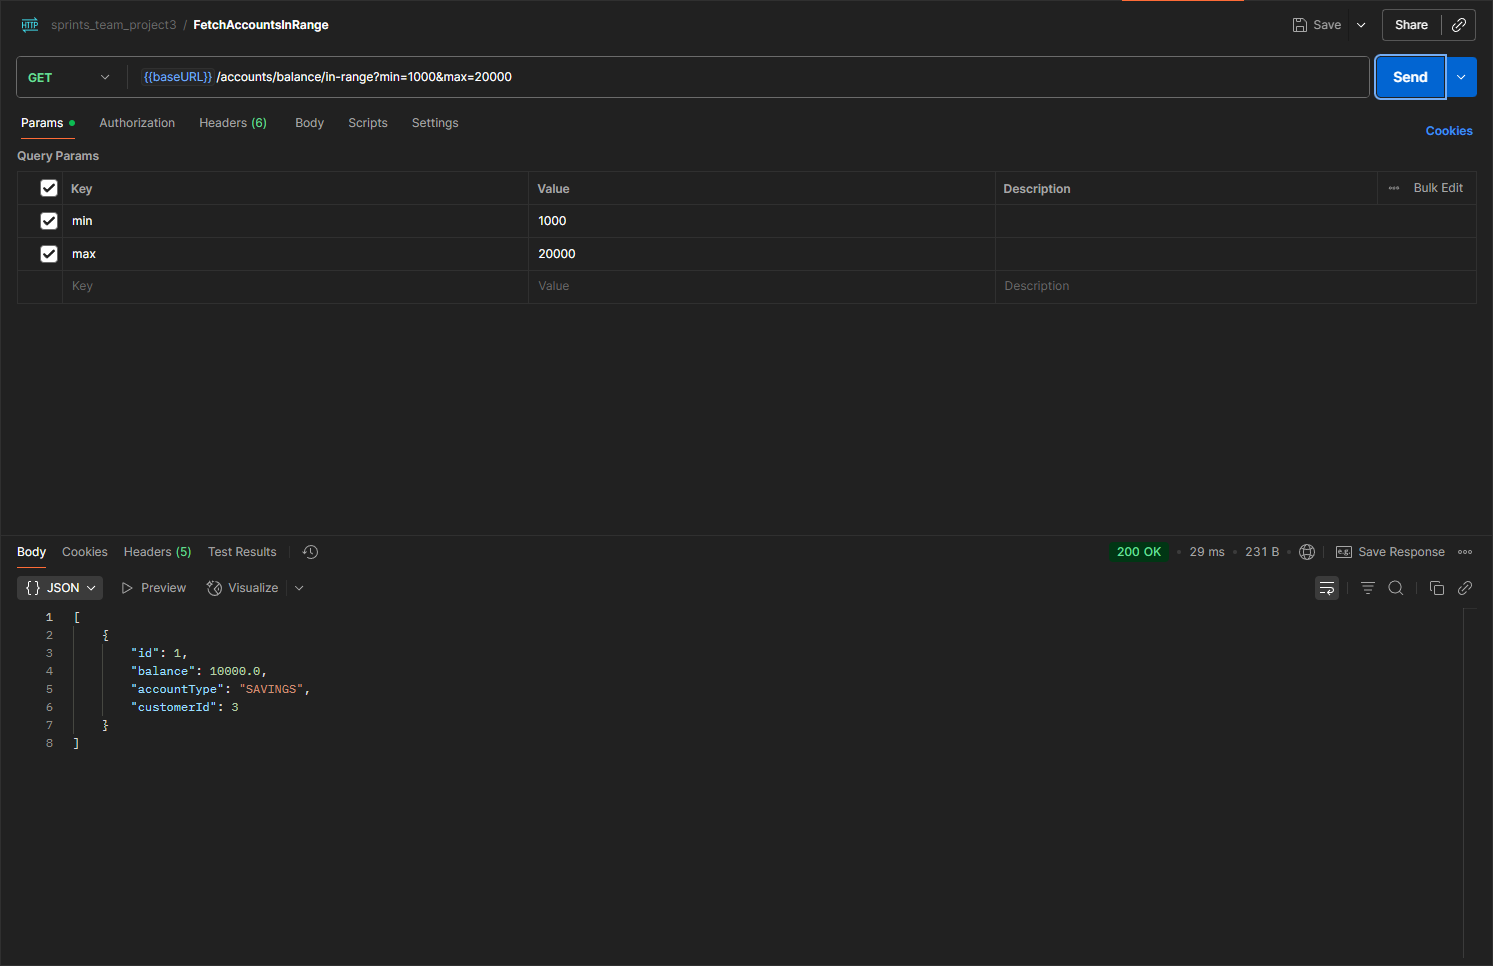 HTTP sprints_team_project3 / FetchAccountsInRange Save Share
GET {{baseURL}} /accounts/balance/in-range?min=1000&max=20000 Send
Params Authorization Headers (6) Body Scripts Settings Cookies
Query Params
Key Value Description Bulk Edit
min 1000
max 20000
Key Value Description
Body Cookies Headers (5) Test Results 200 OK 29 ms 231 B e.g. Save Response
{} JSON Preview Visualize
1 [
2 {
3 "id": 1,
4 "balance": 10000.0,
5 "accountType": "SAVINGS",
6 "customerId": 3
7 }
8 ]